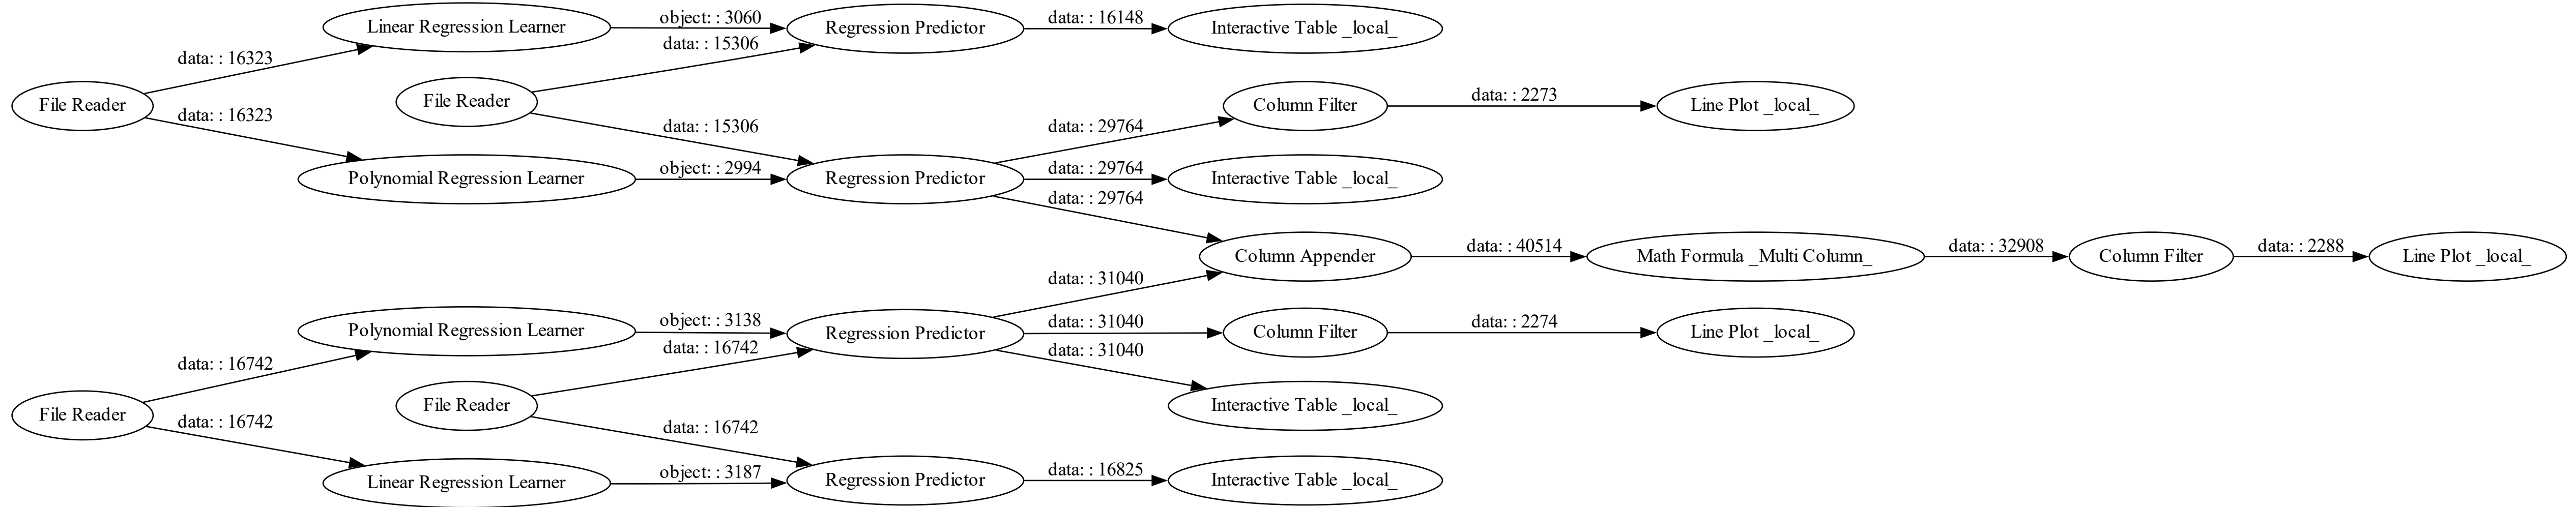 Linear Regression Learner
object: : 3060
Regression Predictor
data: : 16148
Interactive Table _local_
data: : 16323
data: : 15306
File Reader
File Reader
Column Filter
data: : 2273
Line Plot _local_
data: : 16323
data: : 15306
data: : 29764
Polynomial Regression Learner
object: : 2994
Regression Predictor
data: : 29764
Interactive Table _local_
data: : 29764
Column Appender
data: : 40514
Math Formula _Multi Column_
data: : 32908
Column Filter
data: : 2288
Line Plot _local_
data: : 31040
Polynomial Regression Learner
object: : 3138
Regression Predictor
data: : 31040
Column Filter
data: : 2274
Line Plot _local_
data: : 16742
data: : 16742
data: : 31040
File Reader
File Reader
Interactive Table _local_
data: : 16742
data: : 16742
Linear Regression Learner
object: : 3187
Regression Predictor
data: : 16825
Interactive Table _local_